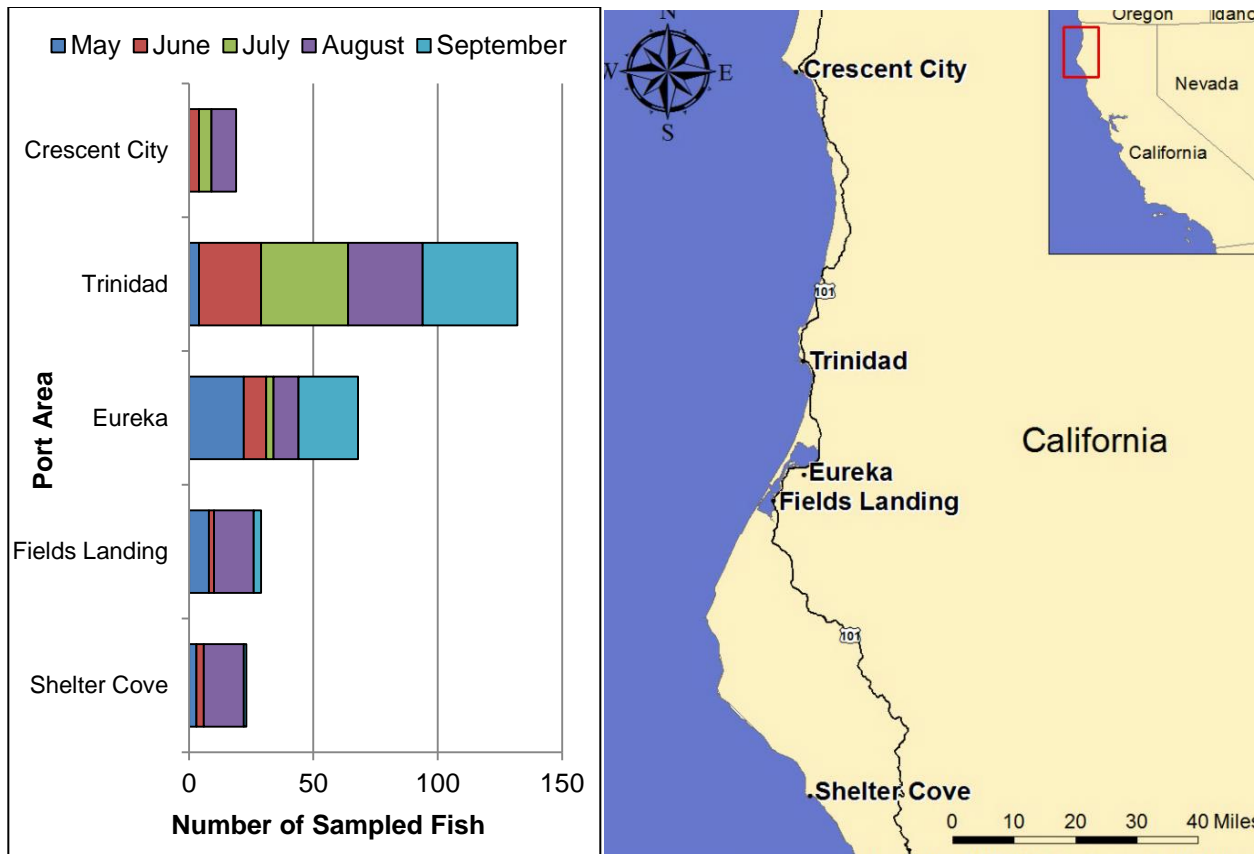 May June July August September
Crescent City
Trinidad
Eureka
Fields Landing
Shelter Cove
Port Area
0 50 100 150
Number of Sampled Fish
N
W E
S
Crescent City
101
Trinidad
Eureka
Fields Landing
California
101
Shelter Cove
0 10 20 30 40 Miles
Oregon Idaho
Nevada
California